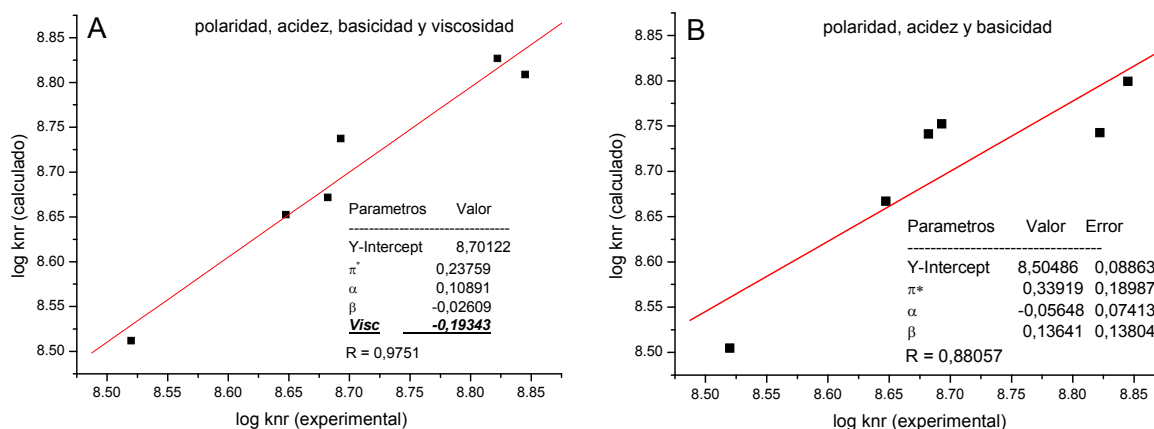 A
polaridad, acidez, basicidad y viscosidad
8.85
8.80
8.75
8.70
8.65
8.60
8.55
8.50
log knr (calculado)
Parametros Valor
---------------------------------
Y-Intercept 8,70122
π* 0,23759
α 0,10891
β -0,02609
Visc -0,19343
R = 0,9751
8.50 8.55 8.60 8.65 8.70 8.75 8.80 8.85
log knr (experimental)
B
polaridad, acidez y basicidad
8.85
8.80
8.75
8.70
8.65
8.60
8.55
8.50
log knr (calculado)
Parametros Valor Error
-----------------------------------
Y-Intercept 8,50486 0,08863
π* 0,33919 0,18987
α -0,05648 0,07413
β 0,13641 0,13804
R = 0,88057
8.50 8.55 8.60 8.65 8.70 8.75 8.80 8.85
log knr (experimental)